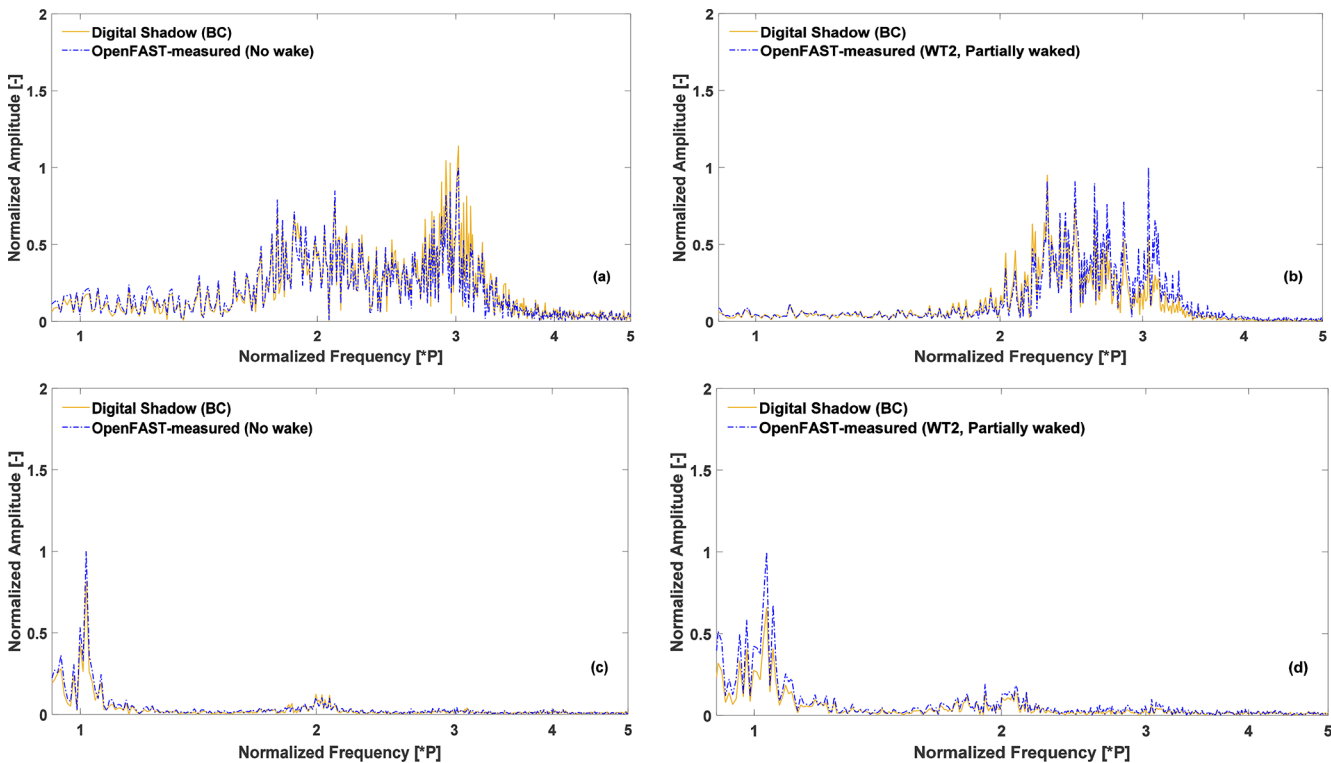 2
1.5
1
0.5
0
Normalized Amplitude [-]
Digital Shadow (BC)
OpenFAST-measured (No wake)
(a)
1 2 3 4 5
Normalized Frequency [*P]
2
1.5
1
0.5
0
Normalized Amplitude [-]
Digital Shadow (BC)
OpenFAST-measured (WT2, Partially waked)
(b)
1 2 3 4 5
Normalized Frequency [*P]
2
1.5
1
0.5
0
Normalized Amplitude [-]
Digital Shadow (BC)
OpenFAST-measured (No wake)
(c)
1 2 3 4 5
Normalized Frequency [*P]
2
1.5
1
0.5
0
Normalized Amplitude [-]
Digital Shadow (BC)
OpenFAST-measured (WT2, Partially waked)
(d)
1 2 3 4 5
Normalized Frequency [*P]